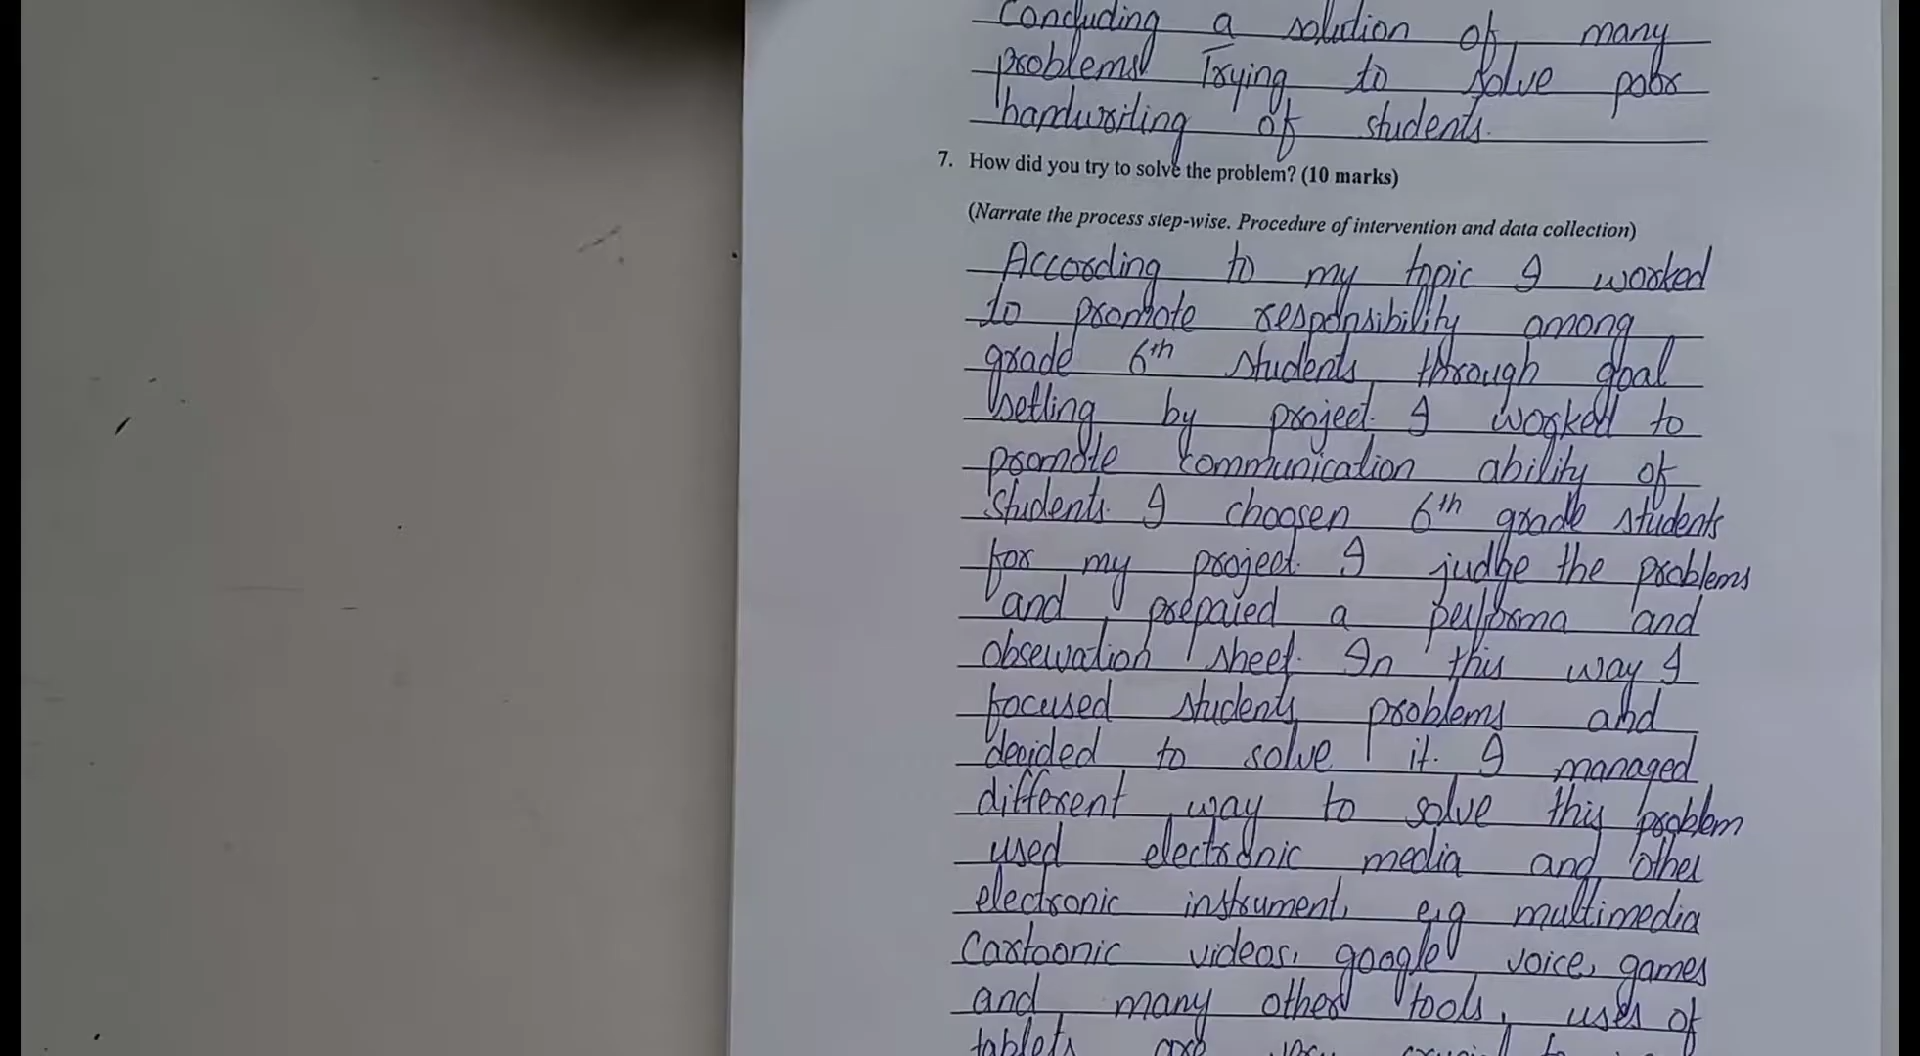 Concluding a solution of many
problems Trying to solve poor
handwriting of students.
7. How did you try to solve the problem? (10 marks)
(Narrate the process step-wise. Procedure of intervention and data collection)
According to my topic I worked
to promote responsibility among
grade 6th students through goal
setting by project. I worked to
promote communication ability of
students. I choosen 6th grade students
for my project. I judge the problems
and prepared a performa and
observation sheet. In this way I
focused students problems and
decided to solve it. I managed
different way to solve this problem
used electronic media and other
electronic instrument, e.g multimedia
Cartoonic videos, google voice, games
and many other tools, uses of
tablets are very crucial